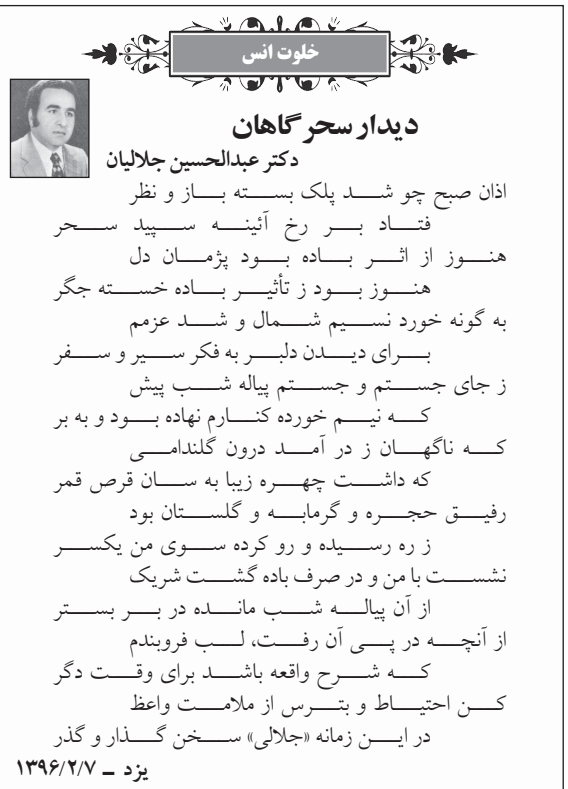 خلوت انس
دیدار سحرگاهان
دکتر عبدالحسین جلالیان
اذان صبح چو شد پلک بسته باز و نظر
فتاد بر رخ آئینه سپید سحر
هنوز از اثر باده بود پژمان دل
هنوز بود ز تأثیر باده خسته جگر
به گونه خورد نسیم شمال و شد عزمم
برای دیدن دلبر به فکر سیر و سفر
ز جای جستم و جستم پیاله شب پیش
که نیم خورده کنارم نهاده بود و به بر
که ناگهان ز در آمد درون گلندامی
که داشت چهره زیبا به سان قرص قمر
رفیق حجره و گرمابه و گلستان بود
ز ره رسیده و رو کرده سوی من یکسر
نشست با من و در صرف باده گشت شریک
از آن پیاله شب مانده در بر بستر
از آنچه در پی آن رفت، لب فروبندم
که شرح واقعه باشد برای وقت دگر
کن احتیاط و بترس از ملامت واعظ
در این زمانه «جلالی» سخن گذار و گذر
یزد ـ ۱۳۹۶/۲/۷